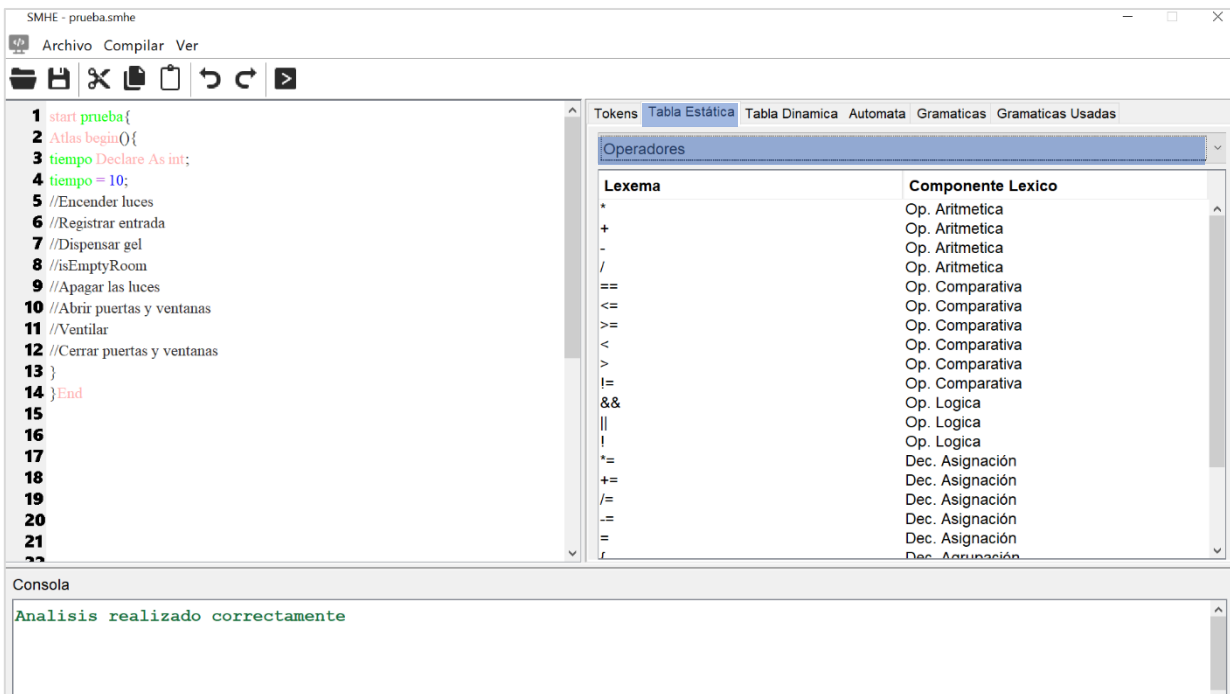 SMHE - prueba.smhe
Archivo Compilar Ver
1 start prueba{
2 Atlas begin(){
3 tiempo Declare As int;
4 tiempo = 10;
5 //Encender luces
6 //Registrar entrada
7 //Dispensar gel
8 //isEmptyRoom
9 //Apagar las luces
10 //Abrir puertas y ventanas
11 //Ventilar
12 //Cerrar puertas y ventanas
13 }
14 }End
15
16
17
18
19
20
21
22
Tokens Tabla Estática Tabla Dinamica Automata Gramaticas Gramaticas Usadas
Operadores
Lexema Componente Lexico
* Op. Aritmetica
+ Op. Aritmetica
- Op. Aritmetica
/ Op. Aritmetica
== Op. Comparativa
<= Op. Comparativa
>= Op. Comparativa
< Op. Comparativa
> Op. Comparativa
!= Op. Comparativa
&& Op. Logica
|| Op. Logica
! Op. Logica
*= Dec. Asignación
+= Dec. Asignación
/= Dec. Asignación
-= Dec. Asignación
= Dec. Asignación
{ Dec. Agrupación
Consola
Analisis realizado correctamente